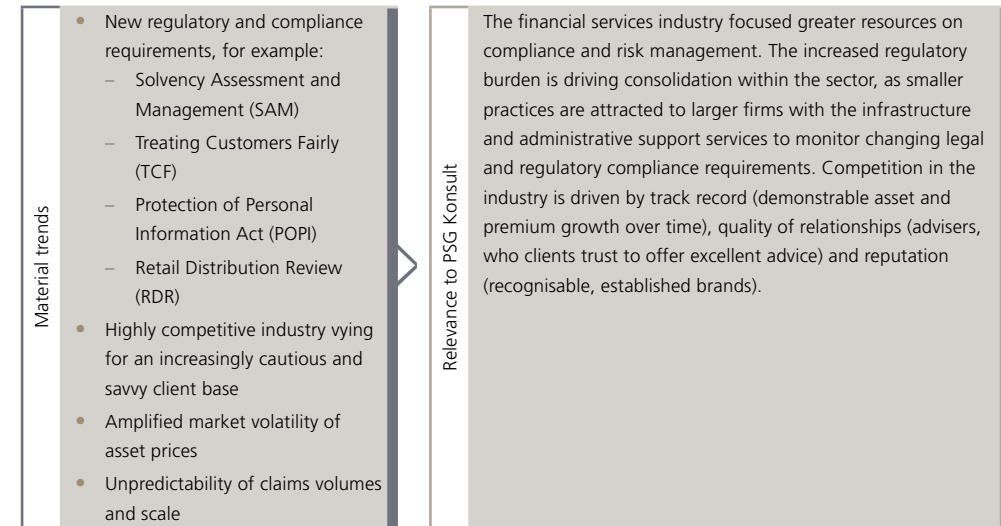 Material trends
• New regulatory and compliance
requirements, for example:
– Solvency Assessment and
Management (SAM)
– Treating Customers Fairly
(TCF)
– Protection of Personal
Information Act (POPI)
– Retail Distribution Review
(RDR)
• Highly competitive industry vying
for an increasingly cautious and
savvy client base
• Amplified market volatility of
asset prices
• Unpredictability of claims volumes
and scale
Relevance to PSG Konsult
The financial services industry focused greater resources on
compliance and risk management. The increased regulatory
burden is driving consolidation within the sector, as smaller
practices are attracted to larger firms with the infrastructure
and administrative support services to monitor changing legal
and regulatory compliance requirements. Competition in the
industry is driven by track record (demonstrable asset and
premium growth over time), quality of relationships (advisers,
who clients trust to offer excellent advice) and reputation
(recognisable, established brands).